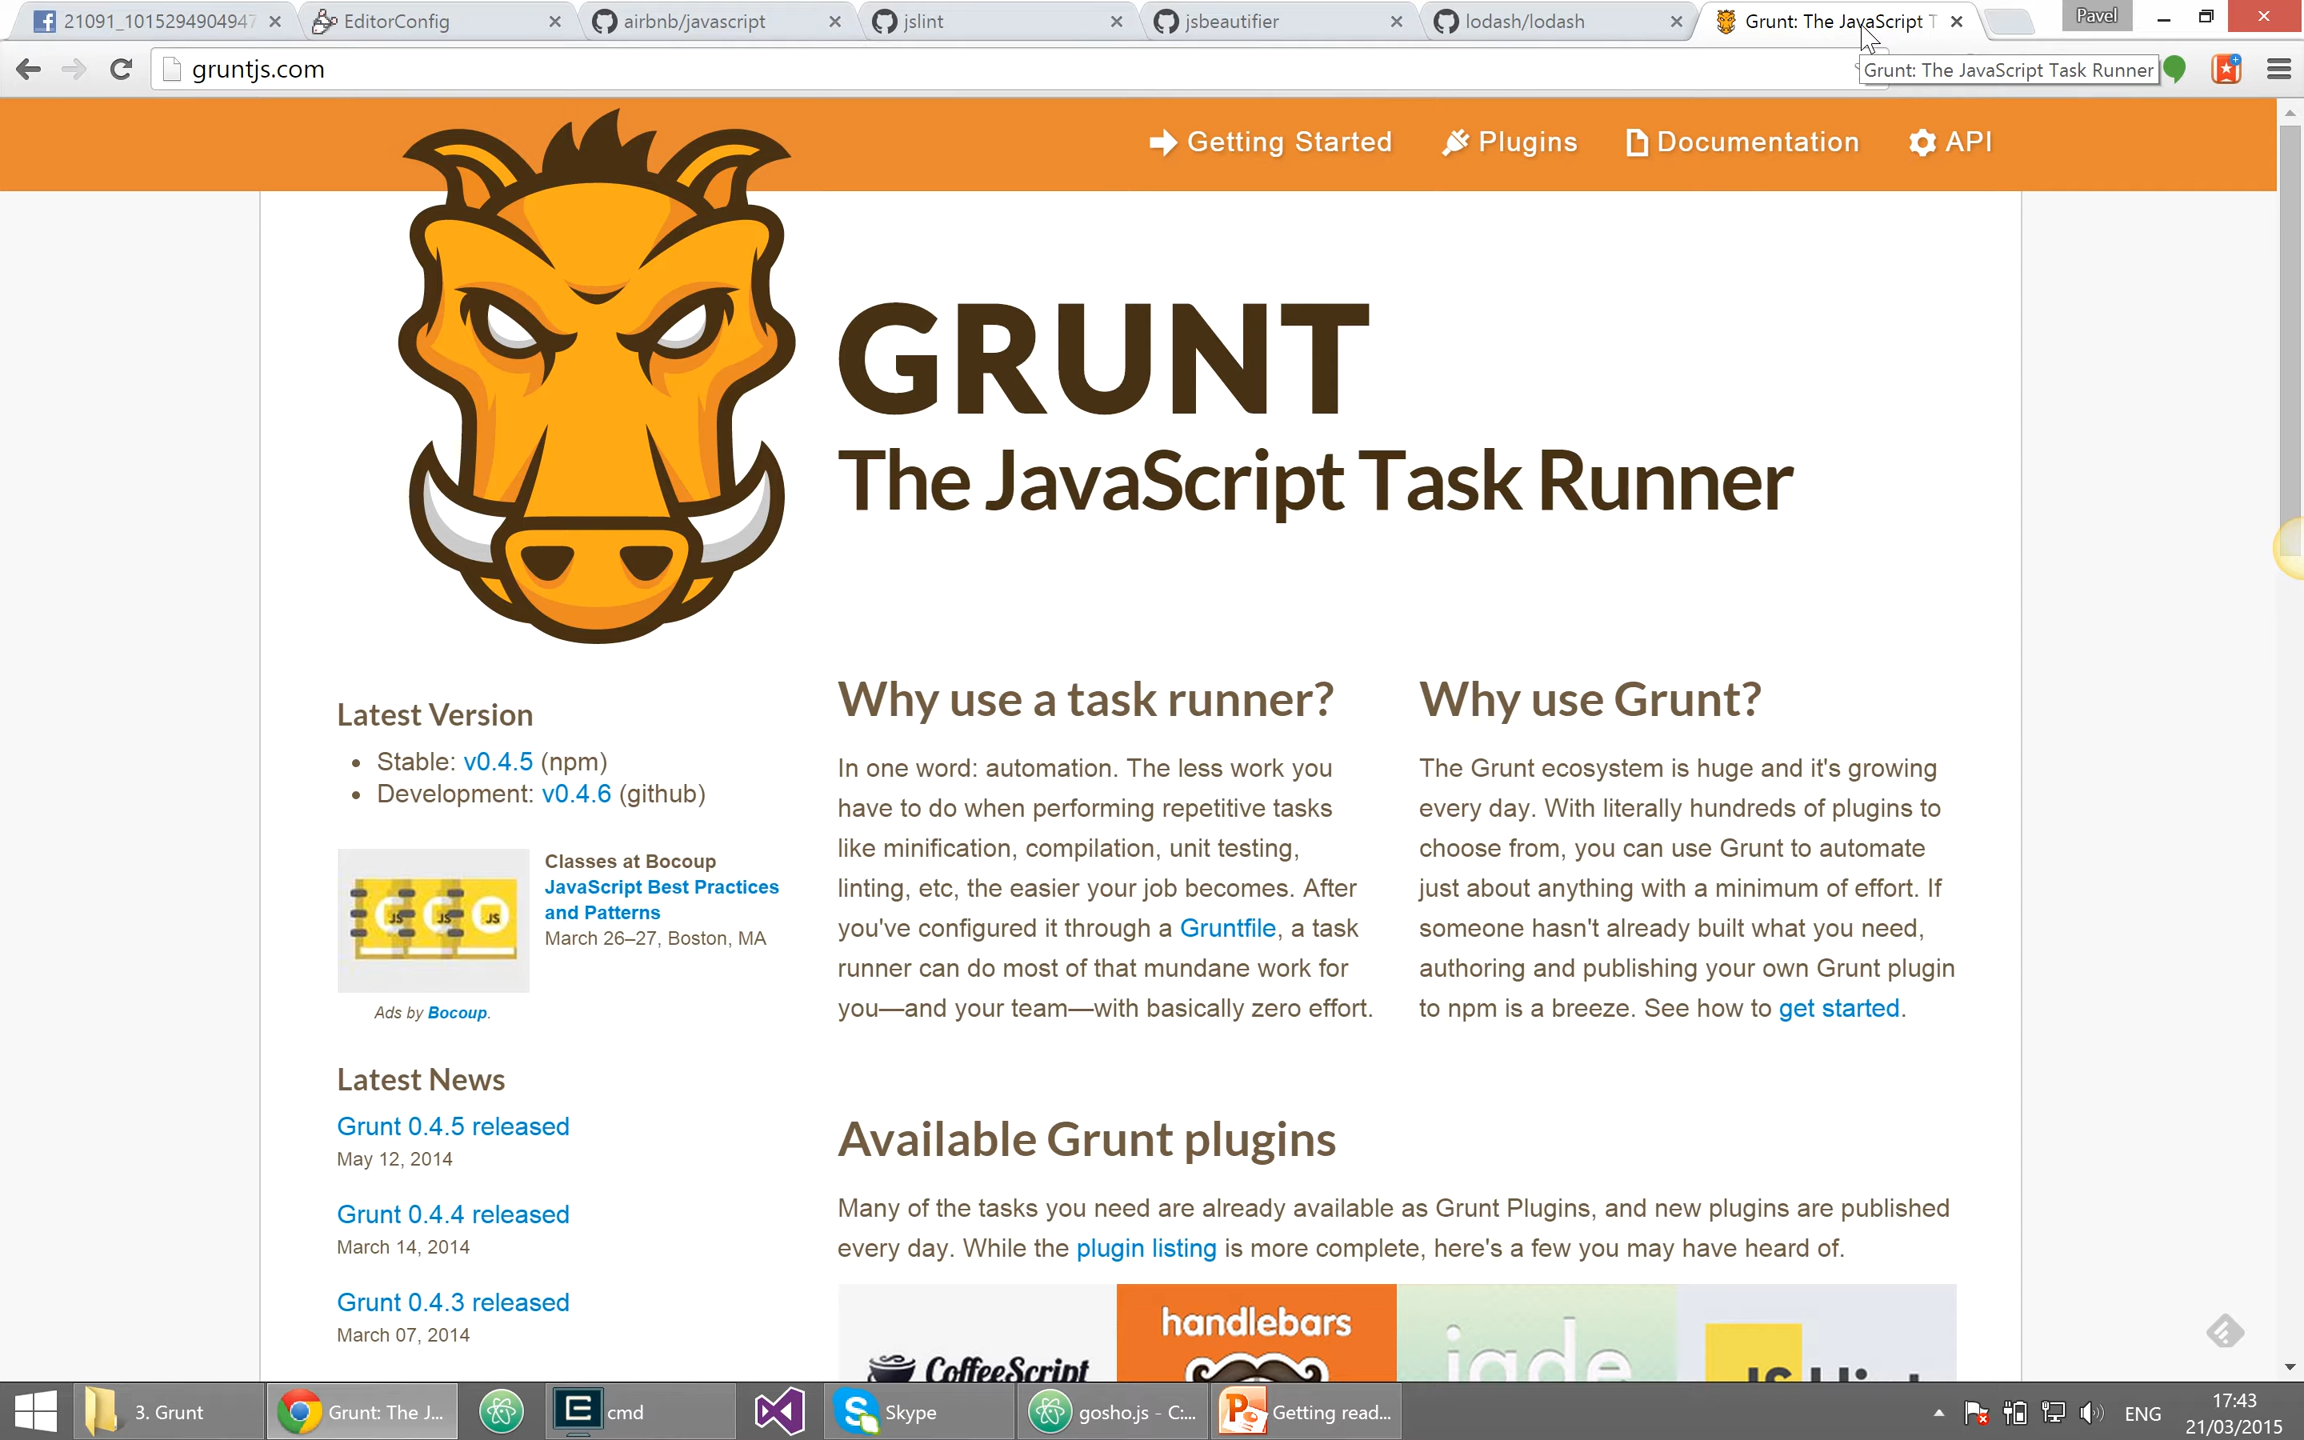 21091_1015294904947
EditorConfig
airbnb/javascript
jslint
jsbeautifier
lodash/lodash
Grunt: The JavaScript T
Pavel
gruntjs.com
Grunt: The JavaScript Task Runner
Getting Started
Plugins
Documentation
API
GRUNT
The JavaScript Task Runner
Latest Version
Stable: v0.4.5 (npm)
Development: v0.4.6 (github)
JS JS JS
Classes at Bocoup
JavaScript Best Practices
and Patterns
March 26–27, Boston, MA
Ads by Bocoup.
Latest News
Grunt 0.4.5 released
May 12, 2014
Grunt 0.4.4 released
March 14, 2014
Grunt 0.4.3 released
March 07, 2014
Why use a task runner?
In one word: automation. The less work you
have to do when performing repetitive tasks
like minification, compilation, unit testing,
linting, etc, the easier your job becomes. After
you've configured it through a Gruntfile, a task
runner can do most of that mundane work for
you—and your team—with basically zero effort.
Why use Grunt?
The Grunt ecosystem is huge and it's growing
every day. With literally hundreds of plugins to
choose from, you can use Grunt to automate
just about anything with a minimum of effort. If
someone hasn't already built what you need,
authoring and publishing your own Grunt plugin
to npm is a breeze. See how to get started.
Available Grunt plugins
Many of the tasks you need are already available as Grunt Plugins, and new plugins are published
every day. While the plugin listing is more complete, here's a few you may have heard of.
CoffeeScript
handlebars
jade
JS Hint
3. Grunt
Grunt: The J...
cmd
Skype
gosho.js - C:...
Getting read...
ENG
17:43
21/03/2015